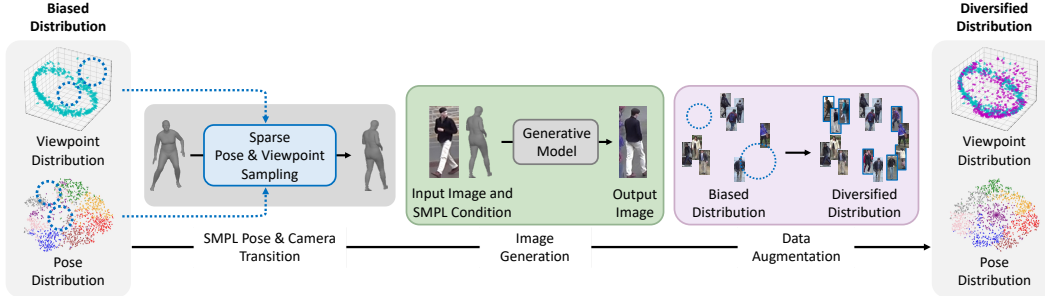 Biased
Distribution
Viewpoint
Distribution
Pose
Distribution
Sparse
Pose & Viewpoint
Sampling
SMPL Pose & Camera
Transition
Input Image and
SMPL Condition
Generative
Model
Output
Image
Image
Generation
Biased
Distribution
Diversified
Distribution
Data
Augmentation
Diversified
Distribution
Viewpoint
Distribution
Pose
Distribution